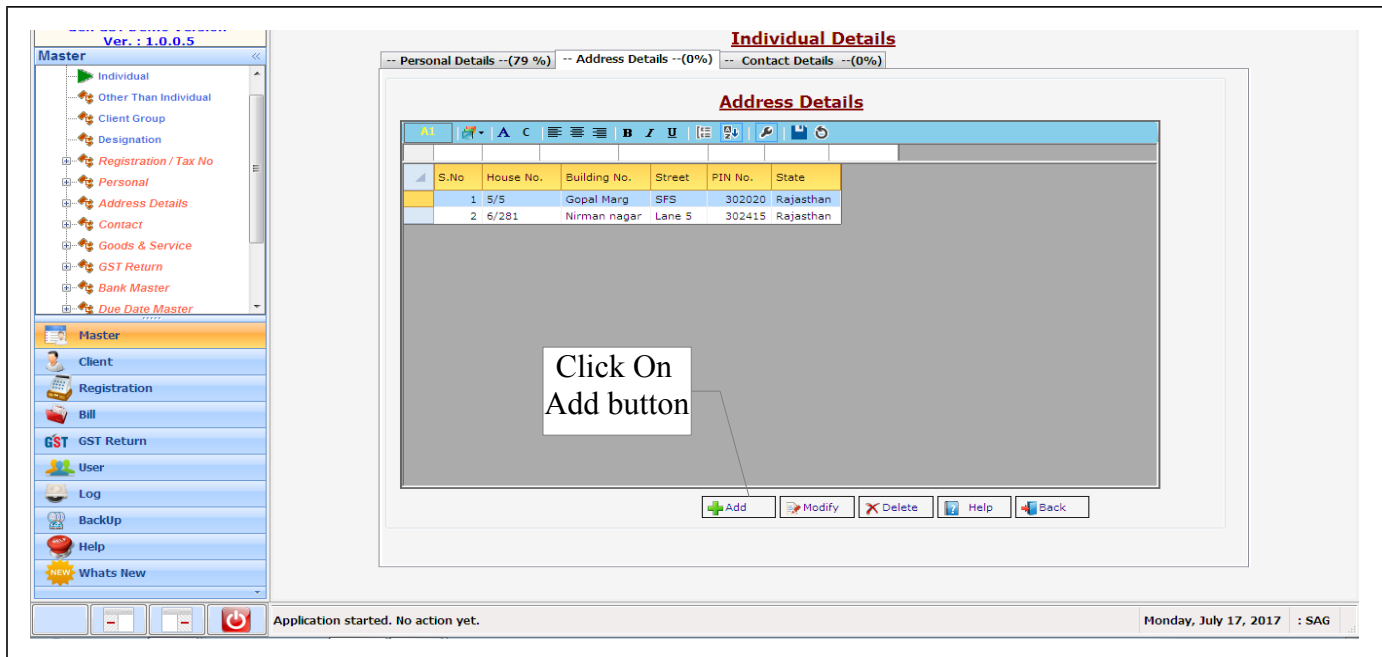 Ver. : 1.0.0.5
Master
Individual
Other Than Individual
Client Group
Designation
Registration / Tax No
Personal
Address Details
Contact
Goods & Service
GST Return
Bank Master
Due Date Master
Master
Client
Registration
Bill
GST GST Return
User
Log
BackUp
Help
NEW Whats New
Individual Details
-- Personal Details --(79 %) -- Address Details --(0%) -- Contact Details --(0%)
Address Details
A1 A C B I U
S.No House No. Building No. Street PIN No. State
1 5/5 Gopal Marg SFS 302020 Rajasthan
2 6/281 Nirman nagar Lane 5 302415 Rajasthan
Click On
Add button
Add Modify Delete Help Back
Application started. No action yet. Monday, July 17, 2017 : SAG